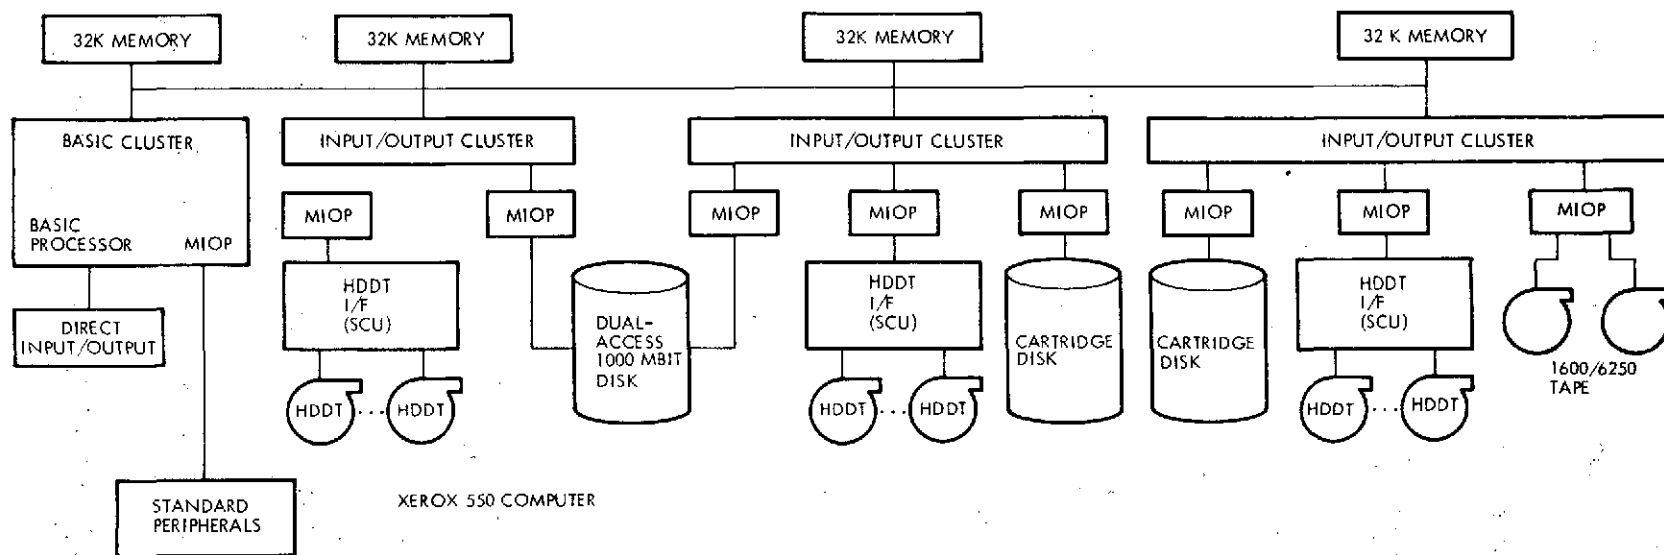 32K MEMORY
32K MEMORY
32K MEMORY
32 K MEMORY
BASIC CLUSTER
BASIC
PROCESSOR
MIOP
INPUT/OUTPUT CLUSTER
INPUT/OUTPUT CLUSTER
INPUT/OUTPUT CLUSTER
MIOP
MIOP
MIOP
MIOP
MIOP
MIOP
MIOP
MIOP
DIRECT
INPUT/OUTPUT
HDDT
I/F
(SCU)
DUAL-
ACCESS
1000 MBIT
DISK
HDDT
I/F
(SCU)
CARTRIDGE
DISK
CARTRIDGE
DISK
HDDT
I/F
(SCU)
1600/6250
TAPE
HDDT...HDDT
HDDT...HDDT
HDDT...HDDT
STANDARD
PERIPHERALS
XEROX 550 COMPUTER